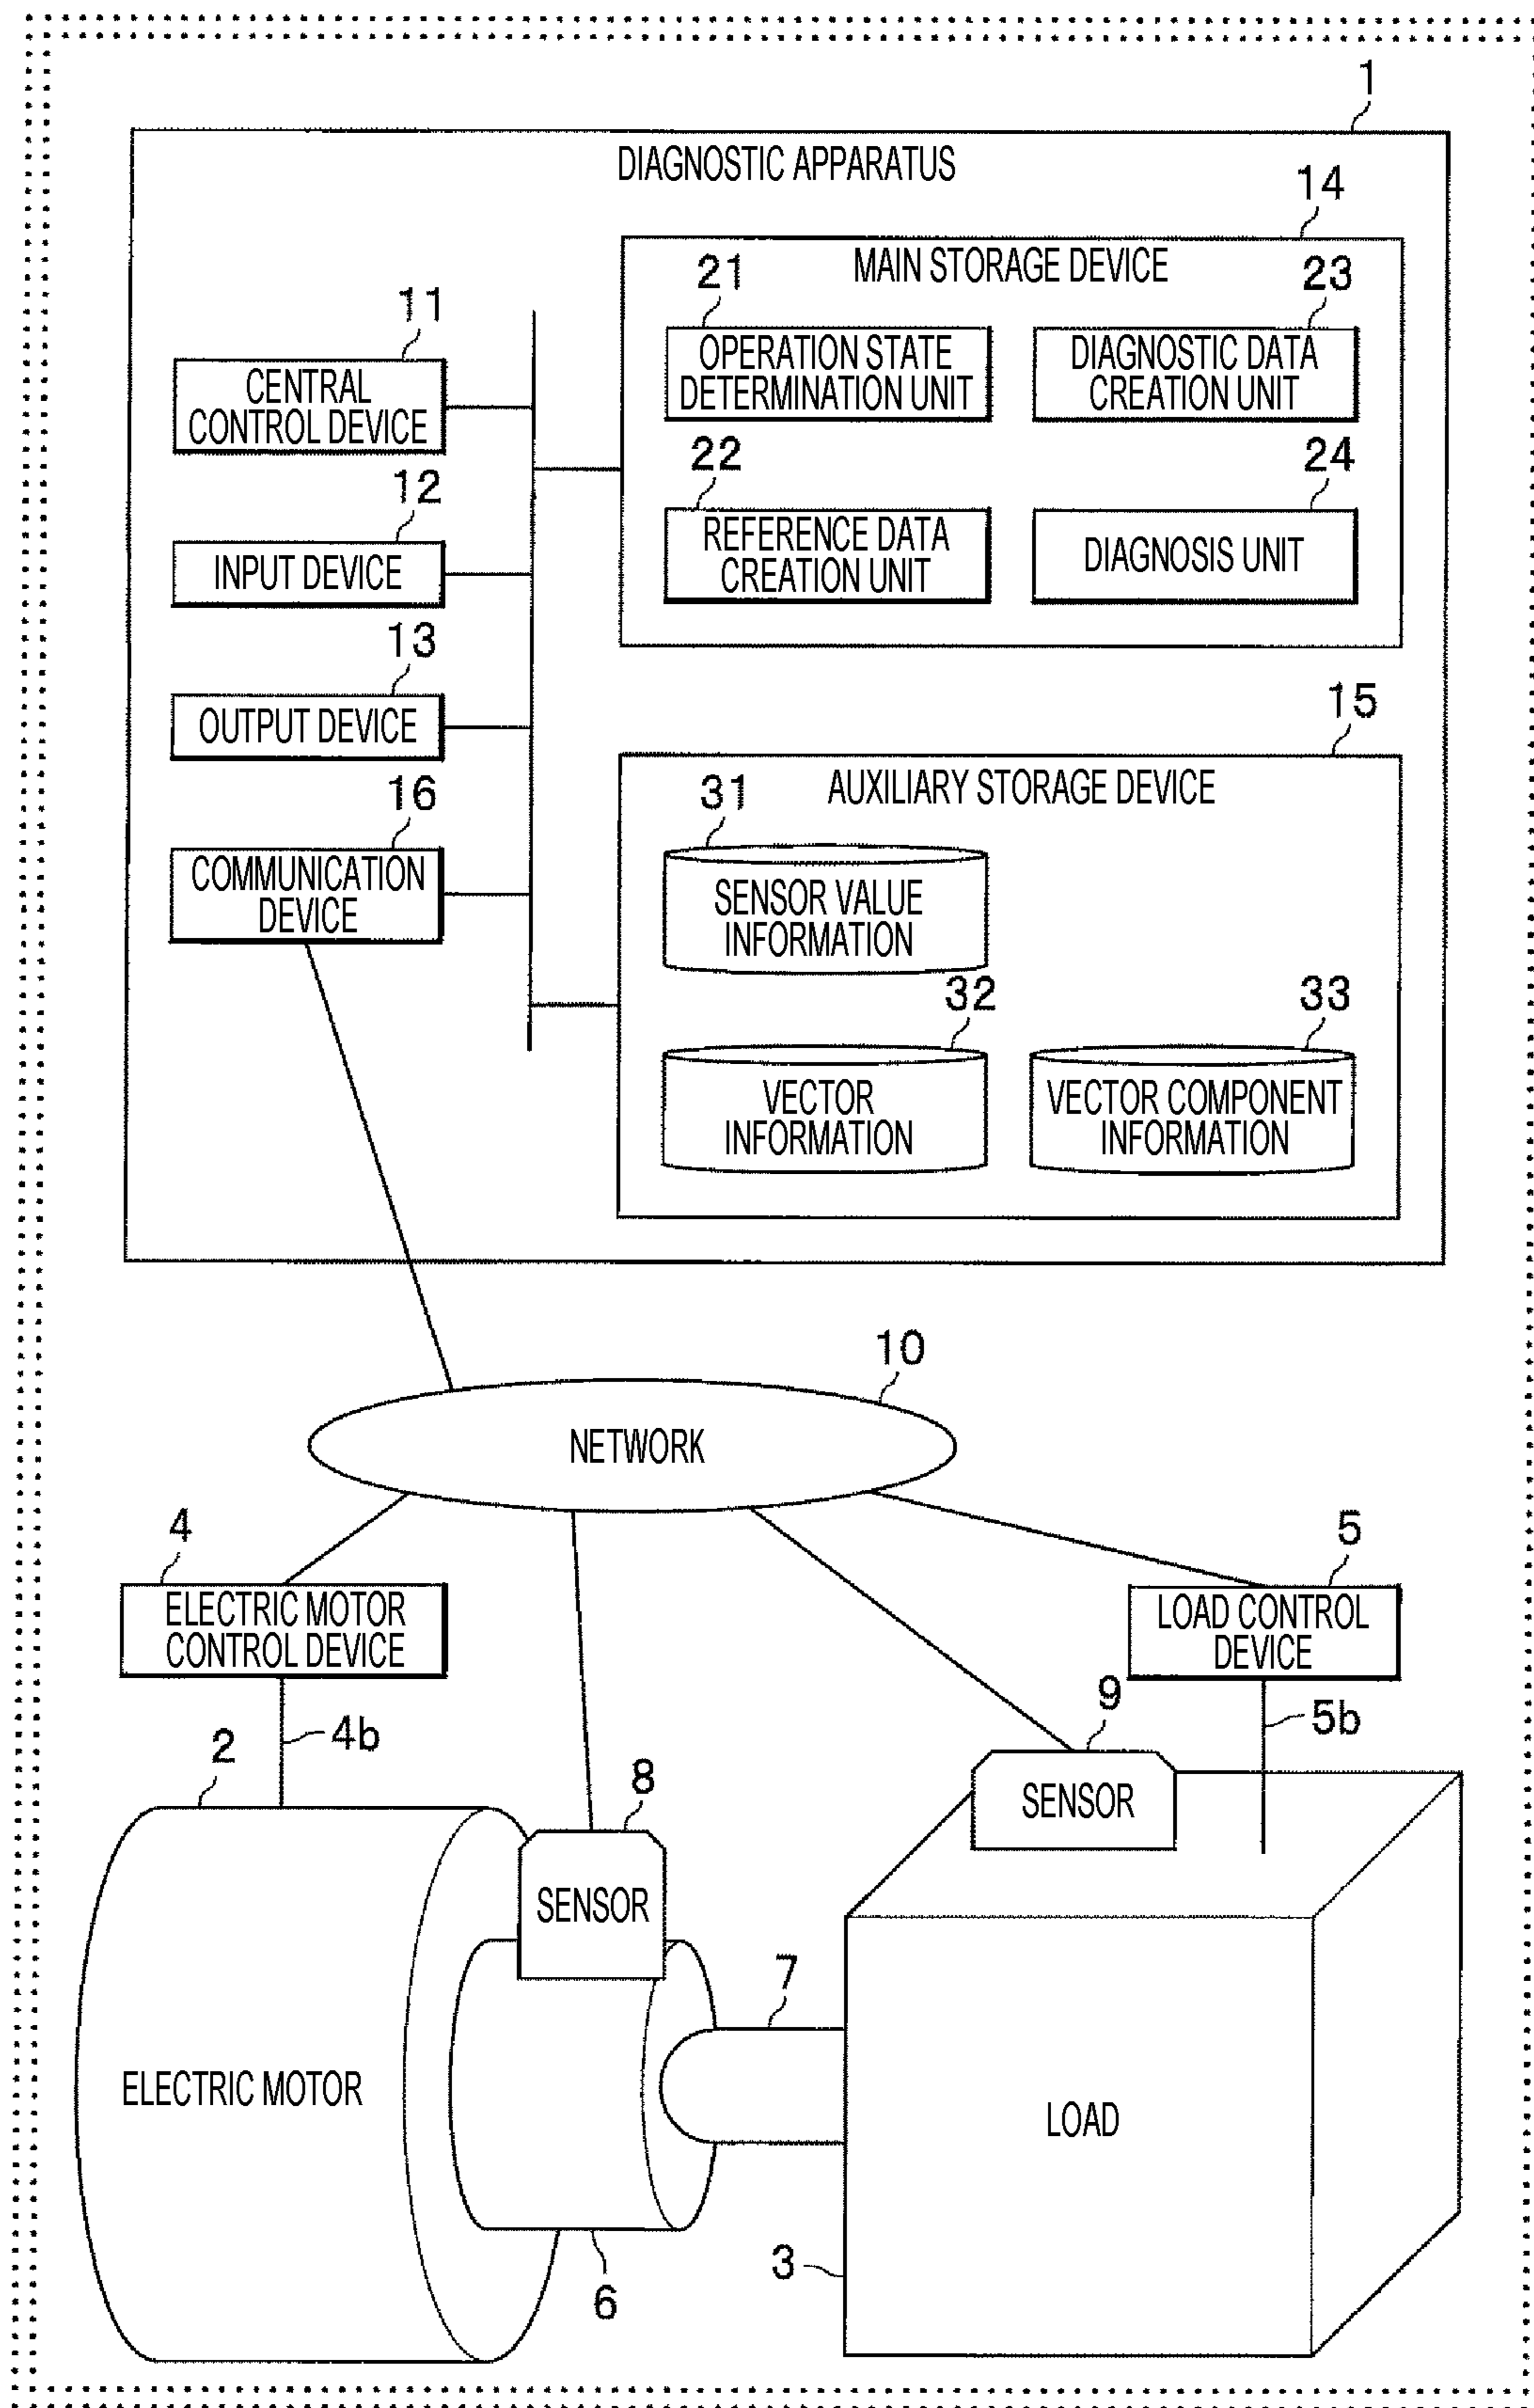 1
DIAGNOSTIC APPARATUS
14
MAIN STORAGE DEVICE
21
23
OPERATION STATE
DETERMINATION UNIT
DIAGNOSTIC DATA
CREATION UNIT
22
24
REFERENCE DATA
CREATION UNIT
DIAGNOSIS UNIT
11
CENTRAL
CONTROL DEVICE
12
INPUT DEVICE
13
OUTPUT DEVICE
16
COMMUNICATION
DEVICE
15
AUXILIARY STORAGE DEVICE
31
SENSOR VALUE
INFORMATION
32
33
VECTOR
INFORMATION
VECTOR COMPONENT
INFORMATION
10
NETWORK
4
ELECTRIC MOTOR
CONTROL DEVICE
5
LOAD CONTROL
DEVICE
4b
5b
2
8
SENSOR
9
SENSOR
7
ELECTRIC MOTOR
LOAD
6
3